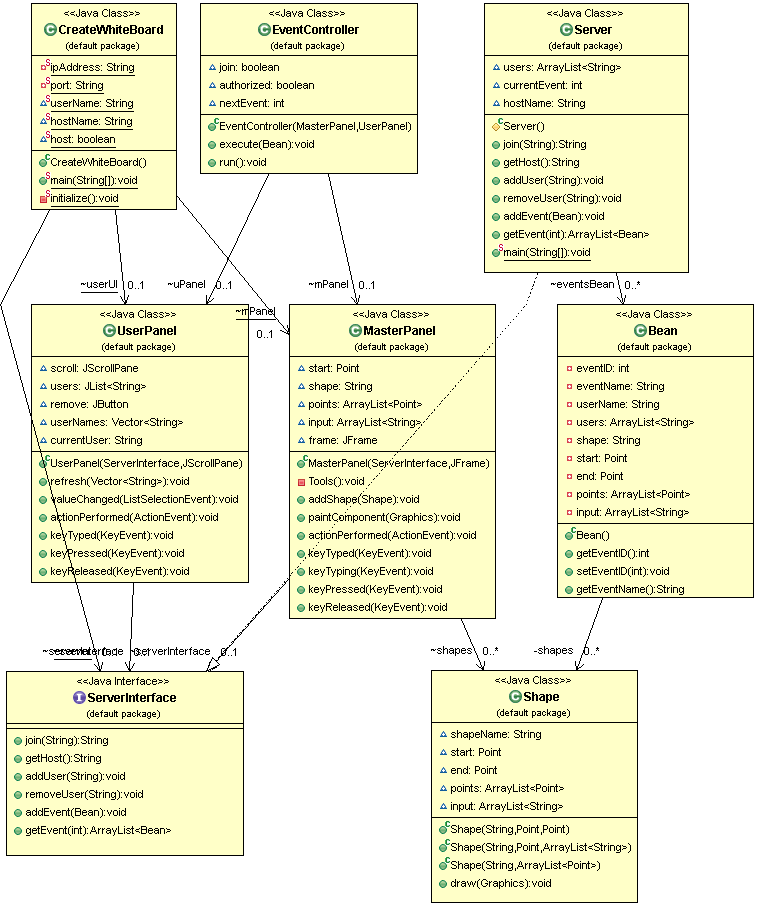 <<Java Class>>
CreateWhiteBoard
(default package)
ipAddress: String
port: String
userName: String
hostName: String
host: boolean
CreateWhiteBoard()
main(String[]):void
initialize():void
<<Java Class>>
EventController
(default package)
join: boolean
authorized: boolean
nextEvent: int
EventController(MasterPanel,UserPanel)
execute(Bean):void
run():void
<<Java Class>>
Server
(default package)
users: ArrayList<String>
currentEvent: int
hostName: String
Server()
join(String):String
getHost():String
addUser(String):void
removeUser(String):void
addEvent(Bean):void
getEvent(int):ArrayList<Bean>
main(String[]):void
~userUI 0..1
~uPanel 0..1
~mPanel 0..1
~mPanel
0..1
~eventsBean 0..*
<<Java Class>>
UserPanel
(default package)
scroll: JScrollPane
users: JList<String>
remove: JButton
userNames: Vector<String>
currentUser: String
UserPanel(ServerInterface,JScrollPane)
refresh(Vector<String>):void
valueChanged(ListSelectionEvent):void
actionPerformed(ActionEvent):void
keyTyped(KeyEvent):void
keyPressed(KeyEvent):void
keyReleased(KeyEvent):void
<<Java Class>>
MasterPanel
(default package)
start: Point
shape: String
points: ArrayList<Point>
input: ArrayList<String>
frame: JFrame
MasterPanel(ServerInterface,JFrame)
Tools():void
addShape(Shape):void
paintComponent(Graphics):void
actionPerformed(ActionEvent):void
keyTyped(KeyEvent):void
keyTyping(KeyEvent):void
keyPressed(KeyEvent):void
keyReleased(KeyEvent):void
<<Java Class>>
Bean
(default package)
eventID: int
eventName: String
userName: String
users: ArrayList<String>
shape: String
start: Point
end: Point
points: ArrayList<Point>
input: ArrayList<String>
Bean()
getEventID():int
setEventID(int):void
getEventName():String
~serverInterface 0..1
~shapes 0..*
-shapes 0..*
<<Java Interface>>
ServerInterface
(default package)
join(String):String
getHost():String
addUser(String):void
removeUser(String):void
addEvent(Bean):void
getEvent(int):ArrayList<Bean>
<<Java Class>>
Shape
(default package)
shapeName: String
start: Point
end: Point
points: ArrayList<Point>
input: ArrayList<String>
Shape(String,Point,Point)
Shape(String,Point,ArrayList<String>)
Shape(String,ArrayList<Point>)
draw(Graphics):void